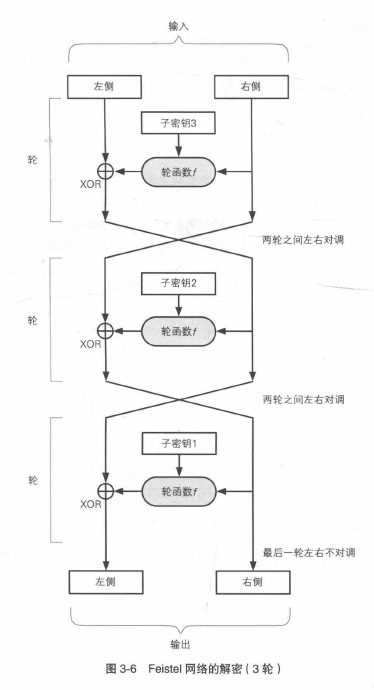 输入
左侧
右侧
子密钥3
轮
轮函数f
XOR
两轮之间左右对调
子密钥2
轮
轮函数f
XOR
两轮之间左右对调
子密钥1
轮
轮函数f
XOR
最后一轮左右不对调
左侧
右侧
输出
图 3-6 Feistel 网络的解密（3 轮）